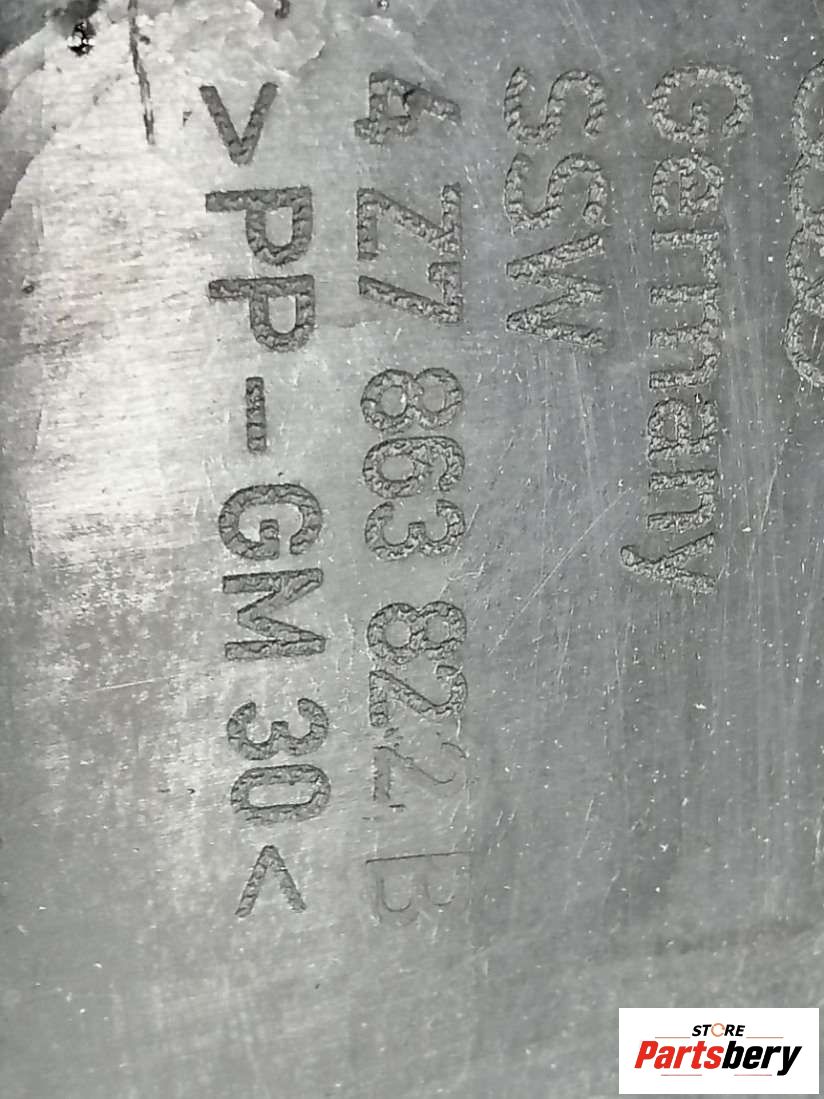 Germany
SSW
4Z7 863 822 B
>PP-GM30<
STORE
Partsbery